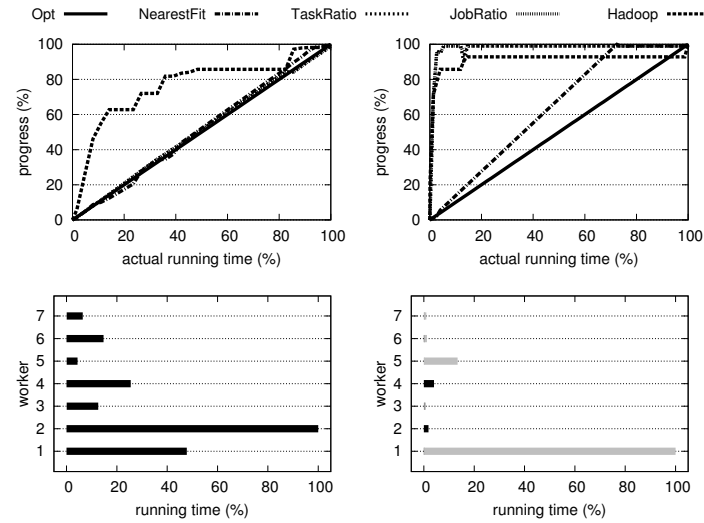 Opt NearestFit TaskRatio JobRatio Hadoop
100
80
60
40
20
0
progress (%)
0 20 40 60 80 100
actual running time (%)
100
80
60
40
20
0
progress (%)
0 20 40 60 80 100
actual running time (%)
7
6
5
4
3
2
1
worker
0 20 40 60 80 100
running time (%)
7
6
5
4
3
2
1
worker
0 20 40 60 80 100
running time (%)